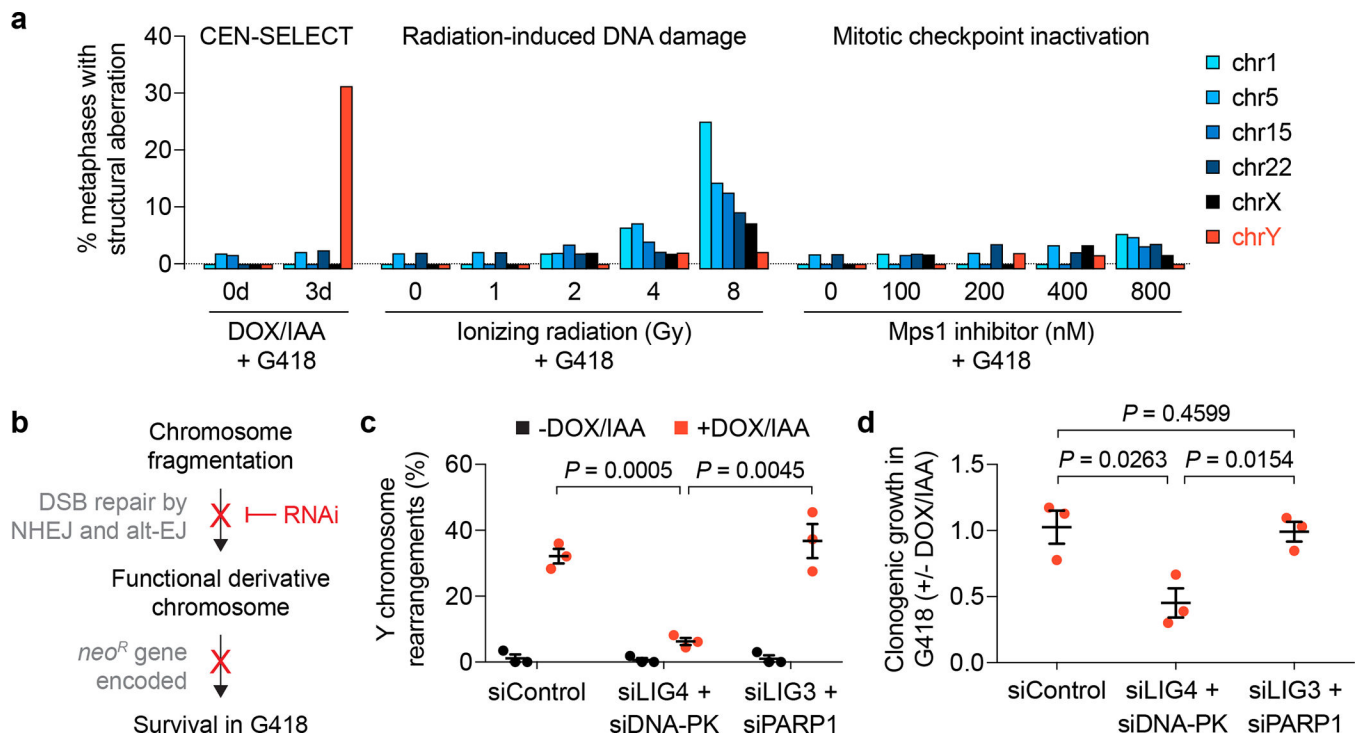 a
CEN-SELECT
Radiation-induced DNA damage
Mitotic checkpoint inactivation
% metaphases with
structural aberration
40
30
20
10
0
0d 3d
DOX/IAA
+ G418
0 1 2 4 8
Ionizing radiation (Gy)
+ G418
0 100 200 400 800
Mps1 inhibitor (nM)
+ G418
chr1
chr5
chr15
chr22
chrX
chrY
b
Chromosome
fragmentation
DSB repair by
NHEJ and alt-EJ
X
RNAi
Functional derivative
chromosome
neoR gene
encoded
X
Survival in G418
c
-DOX/IAA +DOX/IAA
Y chromosome
rearrangements (%)
60
40
20
0
P = 0.0005 P = 0.0045
siControl
siLIG4 +
siDNA-PK
siLIG3 +
siPARP1
d
P = 0.4599
P = 0.0263 P = 0.0154
Clonogenic growth in
G418 (+/- DOX/IAA)
1.5
1.0
0.5
0.0
siControl
siLIG4 +
siDNA-PK
siLIG3 +
siPARP1